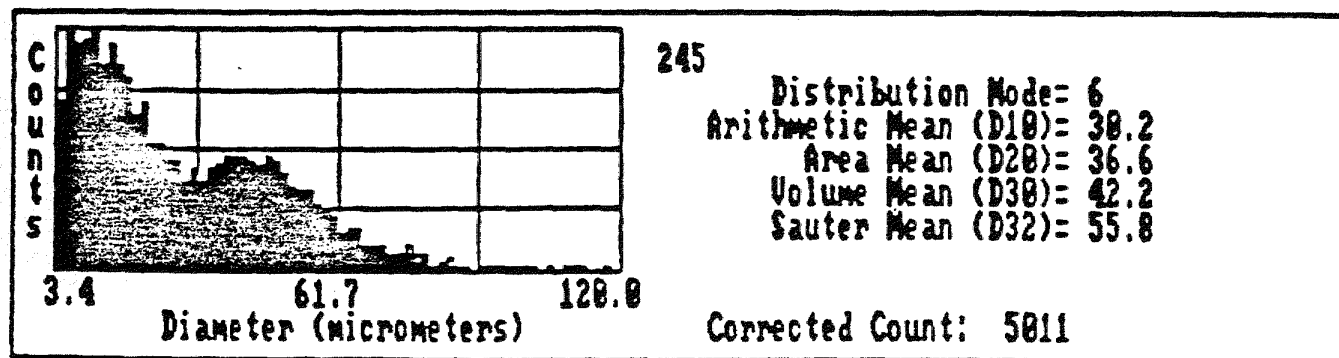 Counts
245
Distribution Mode= 6
Arithmetic Mean (D10)= 30.2
Area Mean (D20)= 36.6
Volume Mean (D30)= 42.2
Sauter Mean (D32)= 55.8
3.4 61.7 120.0
Diameter (micrometers)
Corrected Count: 5011